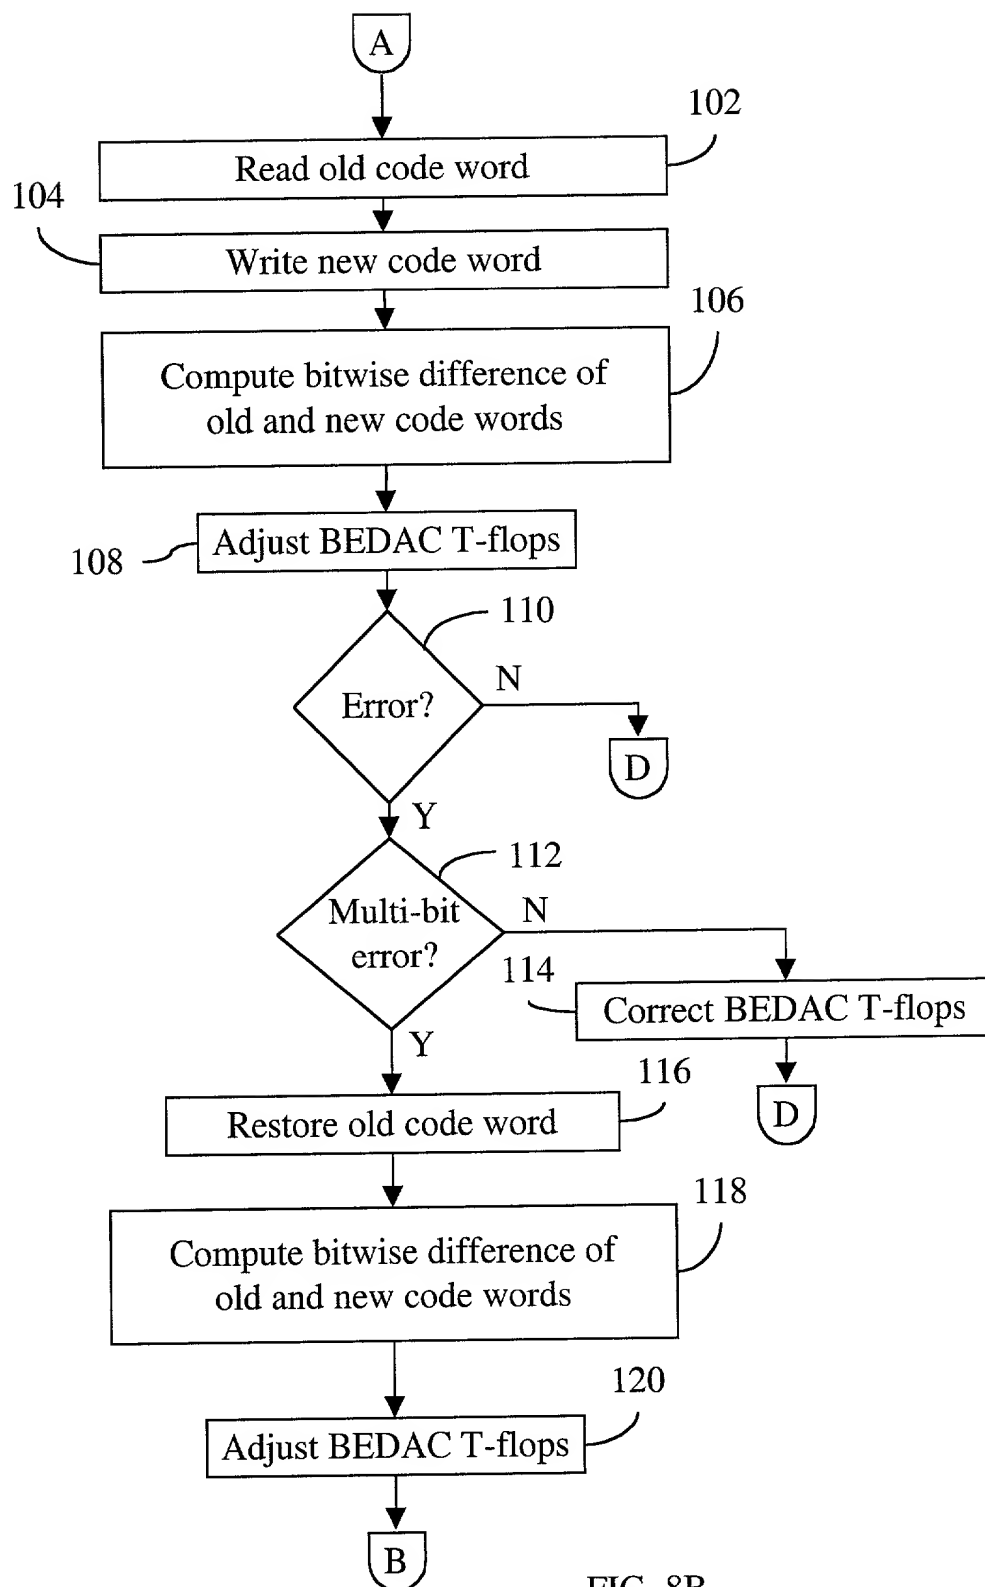 A
102
Read old code word
104
Write new code word
106
Compute bitwise difference of
old and new code words
Adjust BEDAC T-flops
108
110
Error?
N
D
Y
112
Multi-bit
error?
N
114
Correct BEDAC T-flops
D
Y
116
Restore old code word
118
Compute bitwise difference of
old and new code words
120
Adjust BEDAC T-flops
B
FIG. 8B